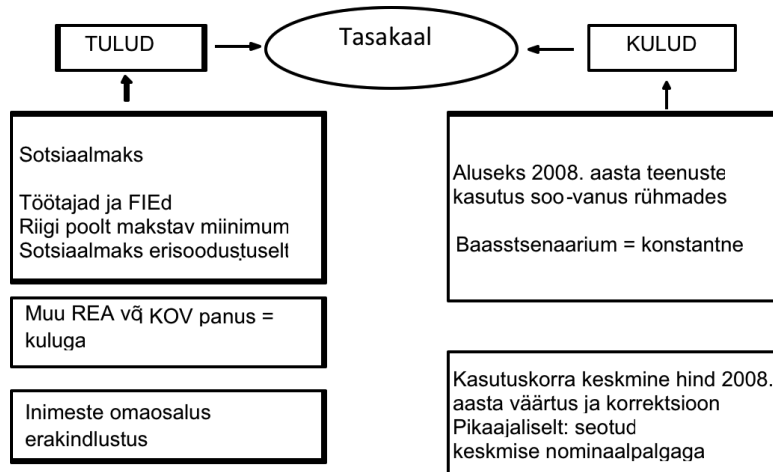 TULUD
Tasakaal
KULUD
Sotsiaalmaks
Töötajad ja FIEd
Riigi poolt makstav miinimum
Sotsiaalmaks erisoodustuselt
Muu REA või KOV panus =
kuluga
Inimeste omaosalus
erakindlustus
Aluseks 2008. aasta teenuste
kasutus soo-vanus rühmades
Baasstsenaarium = konstantne
Kasutuskorra keskmine hind 2008.
aasta väärtus ja korrektsioon
Pikaajaliselt: seotud
keskmise nominaalpalgaga